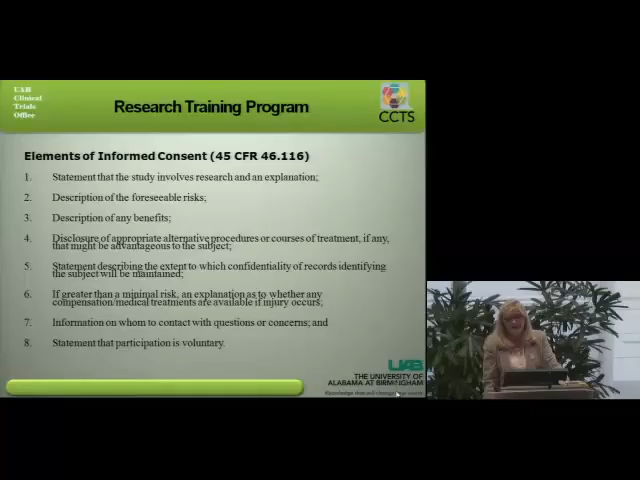 UAB
Clinical
Trials
Office
Research Training Program
CCTS
Elements of Informed Consent (45 CFR 46.116)
1. Statement that the study involves research and an explanation;
2. Description of the foreseeable risks;
3. Description of any benefits;
4. Disclosure of appropriate alternative procedures or courses of treatment, if any,
that might be advantageous to the subject;
5. Statement describing the extent to which confidentiality of records identifying
the subject will be maintained;
6. If greater than a minimal risk, an explanation as to whether any
compensation/medical treatments are available if injury occurs;
7. Information on whom to contact with questions or concerns; and
8. Statement that participation is voluntary.
UAB
THE UNIVERSITY OF
ALABAMA AT BIRMINGHAM
Knowledge that will change your world